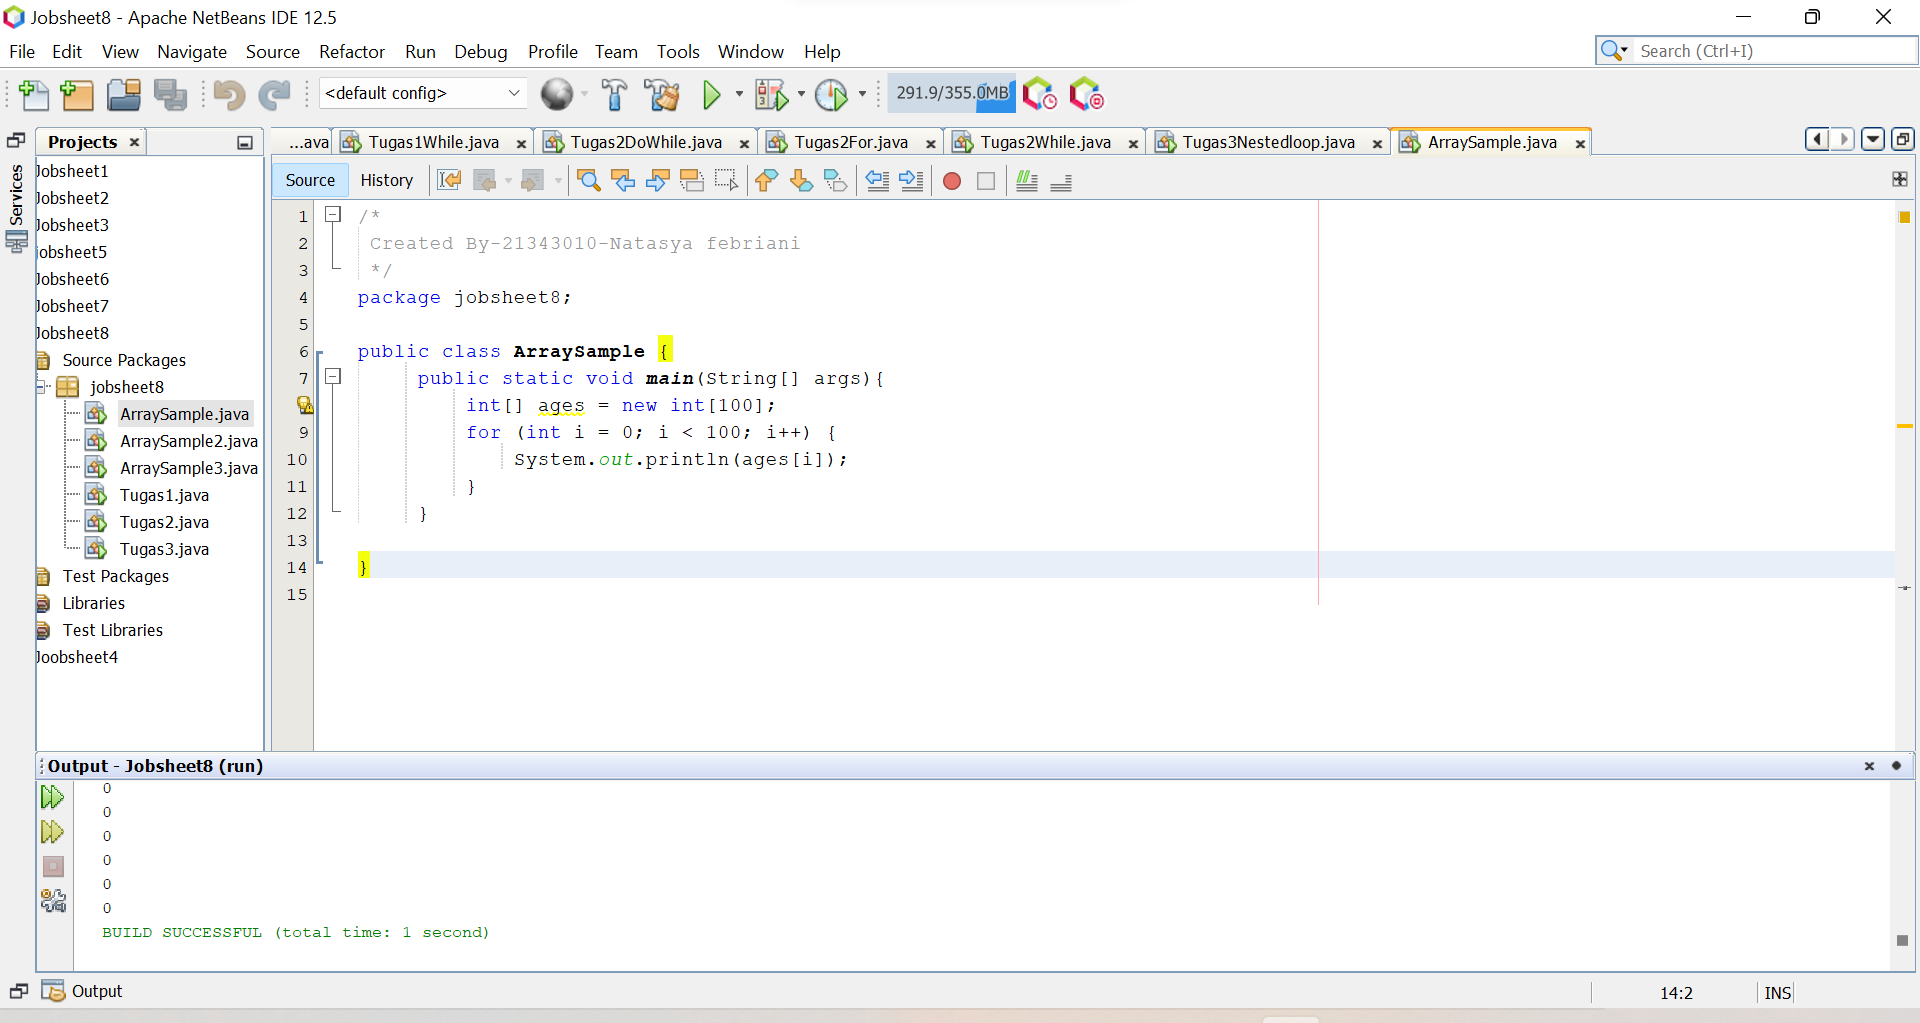 Jobsheet8 - Apache NetBeans IDE 12.5
File Edit View Navigate Source Refactor Run Debug Profile Team Tools Window Help
Search (Ctrl+I)
<default config>
291.9/355.0MB
Services
Projects
...ava
Tugas1While.java
Tugas2DoWhile.java
Tugas2For.java
Tugas2While.java
Tugas3Nestedloop.java
ArraySample.java
Jobsheet1
Jobsheet2
Jobsheet3
jobsheet5
Jobsheet6
Jobsheet7
Jobsheet8
Source Packages
jobsheet8
ArraySample.java
ArraySample2.java
ArraySample3.java
Tugas1.java
Tugas2.java
Tugas3.java
Test Packages
Libraries
Test Libraries
Joobsheet4
Source History
1 /*
2 Created By-21343010-Natasya febriani
3 */
4 package jobsheet8;
5
6 public class ArraySample {
7 public static void main(String[] args){
int[] ages = new int[100];
9 for (int i = 0; i < 100; i++) {
10 System.out.println(ages[i]);
11 }
12 }
13
14 }
15
Output - Jobsheet8 (run)
0
0
0
0
0
0
BUILD SUCCESSFUL (total time: 1 second)
Output
14:2
INS